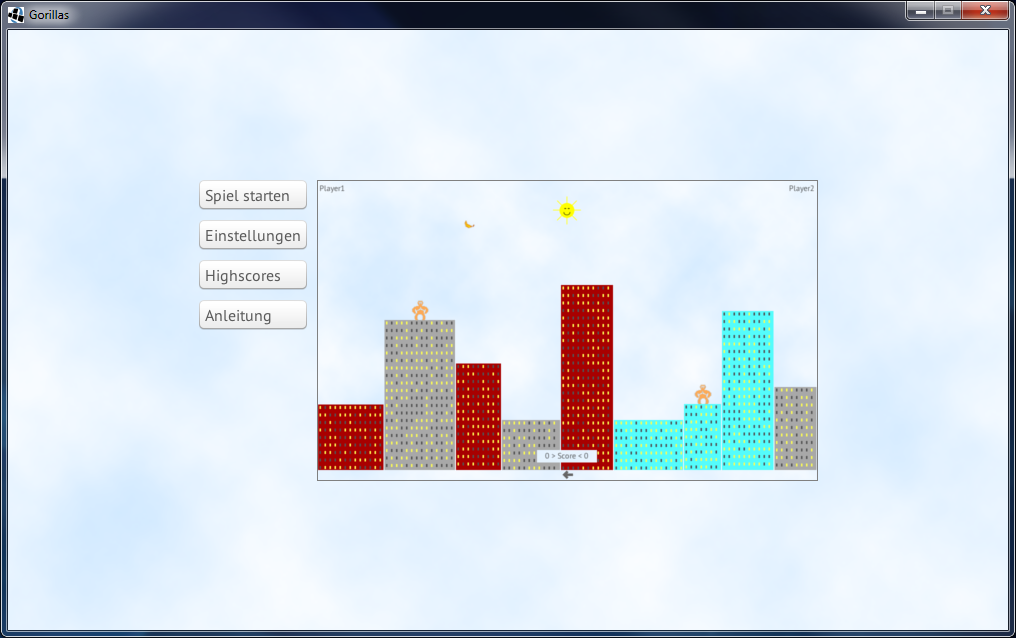 Gorillas
Spiel starten
Einstellungen
Highscores
Anleitung
Player1
Player2
0 > Score < 0